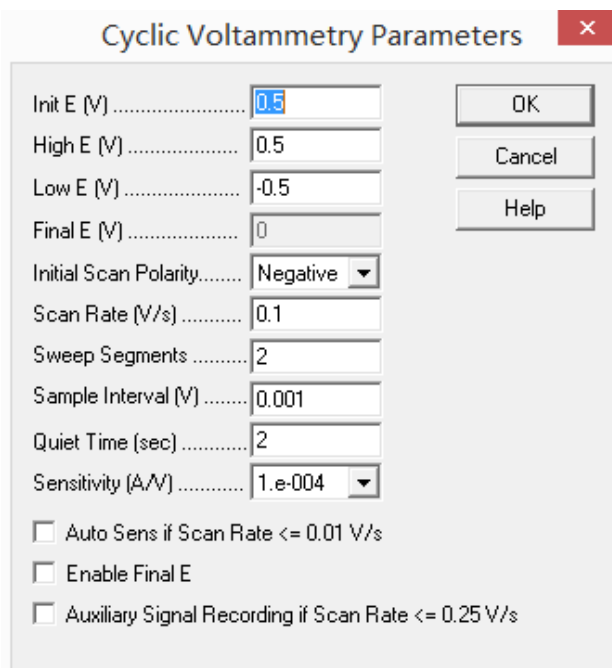 Cyclic Voltammetry Parameters
Init E (V) ........................ 0.5
OK
High E (V) .................... 0.5
Cancel
Low E (V) ..................... -0.5
Help
Final E (V) .................... 0
Initial Scan Polarity........ Negative
Scan Rate (V/s) ........... 0.1
Sweep Segments ......... 2
Sample Interval (V) ........ 0.001
Quiet Time (sec) ............ 2
Sensitivity (A/V) ............ 1.e-004
Auto Sens if Scan Rate <= 0.01 V/s
Enable Final E
Auxiliary Signal Recording if Scan Rate <= 0.25 V/s